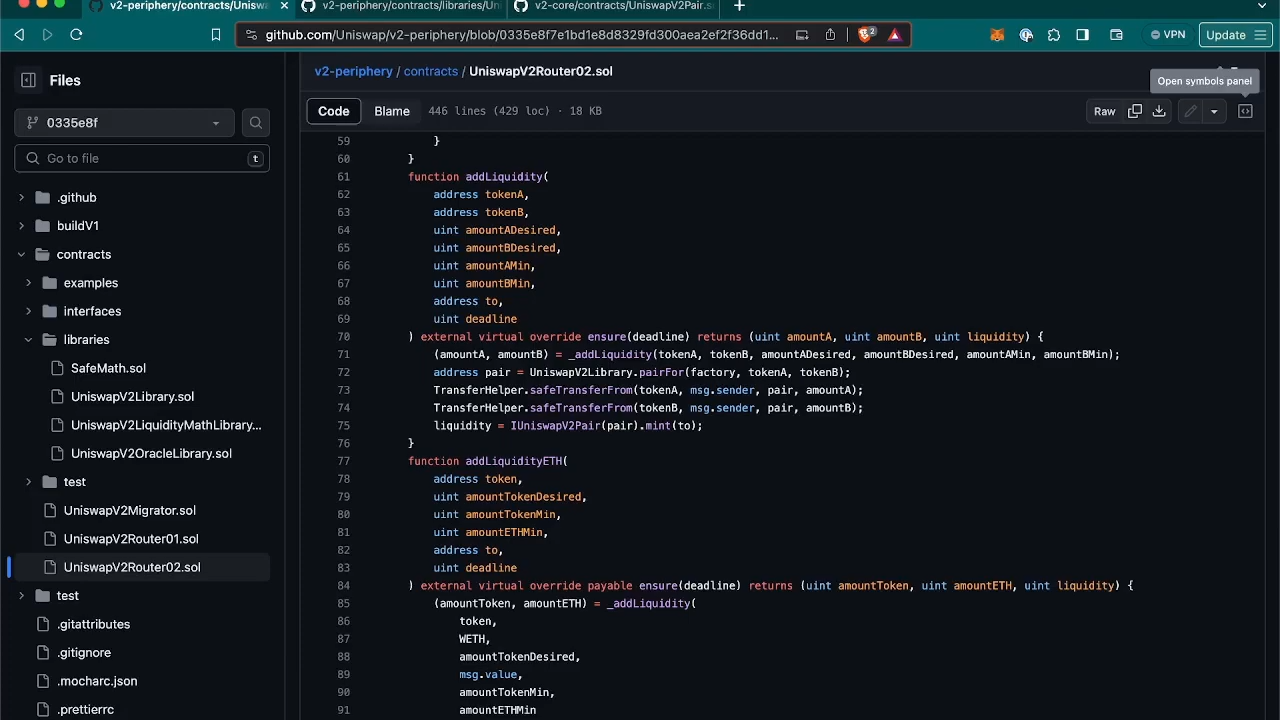 v2-periphery/contracts/Uniswa
v2-periphery/contracts/libraries/Uni
v2-core/contracts/UniswapV2Pair.s
github.com/Uniswap/v2-periphery/blob/0335e8f7e1bd1e8d8329fd300aea2ef2f36dd1...
2
VPN
Update
Files
v2-periphery / contracts / UniswapV2Router02.sol
Open symbols panel
Code Blame 446 lines (429 loc) · 18 KB
Raw
0335e8f
Go to file
t
.github
buildV1
contracts
examples
interfaces
libraries
SafeMath.sol
UniswapV2Library.sol
UniswapV2LiquidityMathLibrary...
UniswapV2OracleLibrary.sol
test
UniswapV2Migrator.sol
UniswapV2Router01.sol
UniswapV2Router02.sol
test
.gitattributes
.gitignore
.mocharc.json
.prettierrc
59 }
60 }
61 function addLiquidity(
62 address tokenA,
63 address tokenB,
64 uint amountADesired,
65 uint amountBDesired,
66 uint amountAMin,
67 uint amountBMin,
68 address to,
69 uint deadline
70 ) external virtual override ensure(deadline) returns (uint amountA, uint amountB, uint liquidity) {
71 (amountA, amountB) = _addLiquidity(tokenA, tokenB, amountADesired, amountBDesired, amountAMin, amountBMin);
72 address pair = UniswapV2Library.pairFor(factory, tokenA, tokenB);
73 TransferHelper.safeTransferFrom(tokenA, msg.sender, pair, amountA);
74 TransferHelper.safeTransferFrom(tokenB, msg.sender, pair, amountB);
75 liquidity = IUniswapV2Pair(pair).mint(to);
76 }
77 function addLiquidityETH(
78 address token,
79 uint amountTokenDesired,
80 uint amountTokenMin,
81 uint amountETHMin,
82 address to,
83 uint deadline
84 ) external virtual override payable ensure(deadline) returns (uint amountToken, uint amountETH, uint liquidity) {
85 (amountToken, amountETH) = _addLiquidity(
86 token,
87 WETH,
88 amountTokenDesired,
89 msg.value,
90 amountTokenMin,
91 amountETHMin